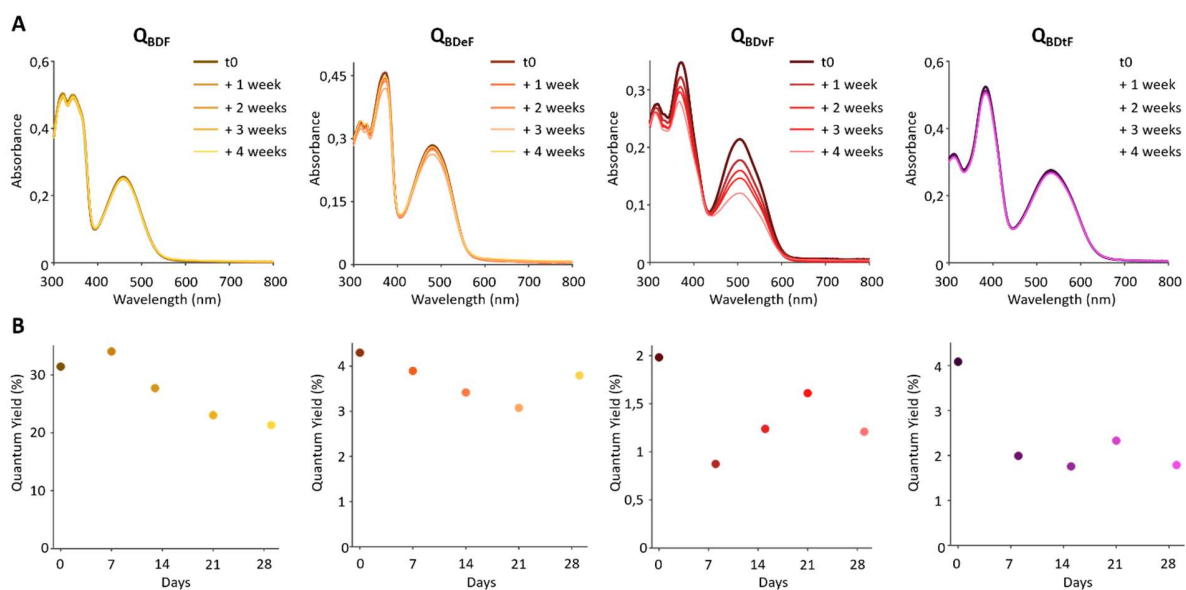 A
Q_BDF
Absorbance
0,6
0,4
0,2
0
300 400 500 600 700 800
Wavelength (nm)
t0
+ 1 week
+ 2 weeks
+ 3 weeks
+ 4 weeks
Q_BDeF
Absorbance
0,45
0,3
0,15
0
300 400 500 600 700 800
Wavelength (nm)
t0
+ 1 week
+ 2 weeks
+ 3 weeks
+ 4 weeks
Q_BDvF
Absorbance
0,3
0,2
0,1
0
300 400 500 600 700 800
Wavelength (nm)
t0
+ 1 week
+ 2 weeks
+ 3 weeks
+ 4 weeks
Q_BDtF
Absorbance
0,6
0,4
0,2
0
300 400 500 600 700 800
Wavelength (nm)
t0
+ 1 week
+ 2 weeks
+ 3 weeks
+ 4 weeks
B
Quantum Yield (%)
30
20
10
0
0 7 14 21 28
Days
Quantum Yield (%)
4
3
2
1
0
0 7 14 21 28
Days
Quantum Yield (%)
2
1,5
1
0,5
0
0 7 14 21 28
Days
Quantum Yield (%)
4
3
2
1
0
0 7 14 21 28
Days